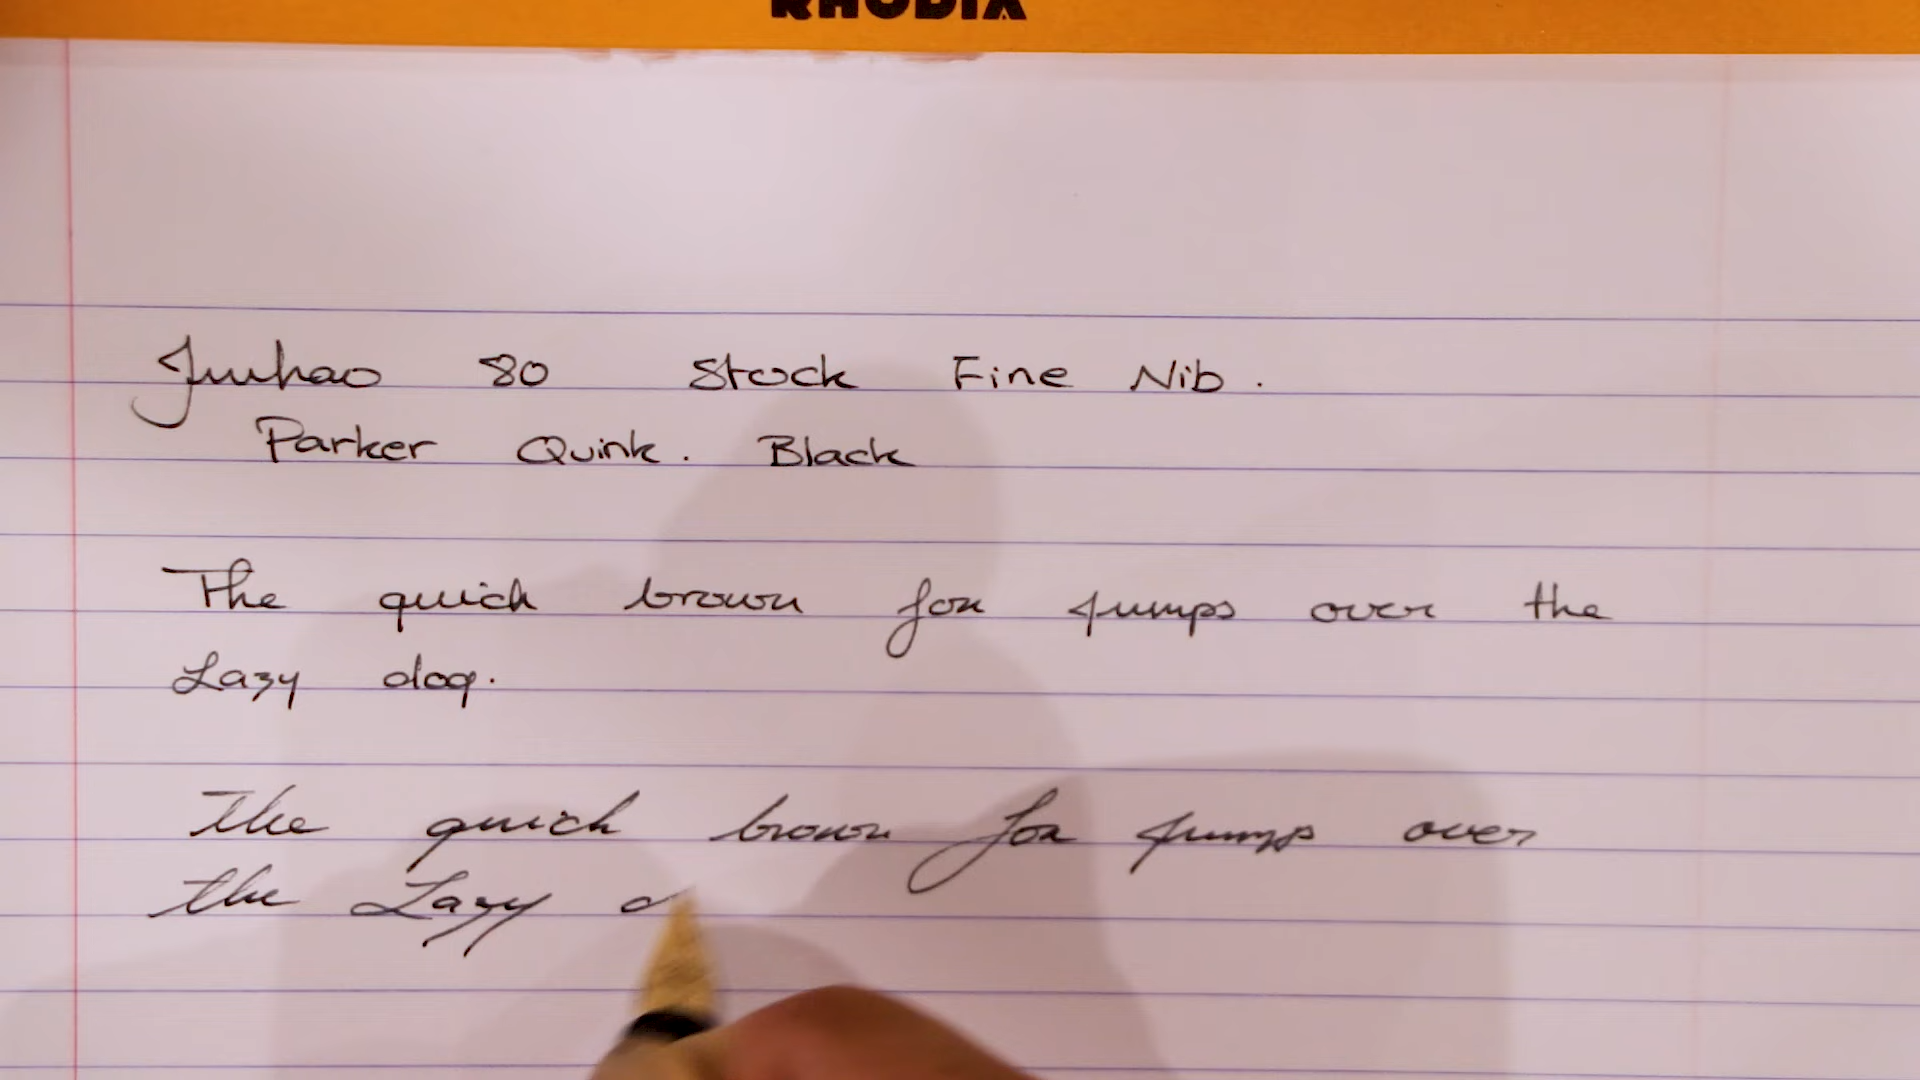 RHODIA
Jinhao 80 Stock Fine Nib.
Parker Quink. Black
The quick brown fox jumps over the
Lazy dog.
The quick brown fox jumps over
the Lazy d